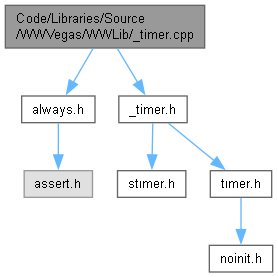 Code/Libraries/Source
/WWVegas/WWLib/_timer.cpp
always.h
_timer.h
assert.h
stimer.h
timer.h
noinit.h